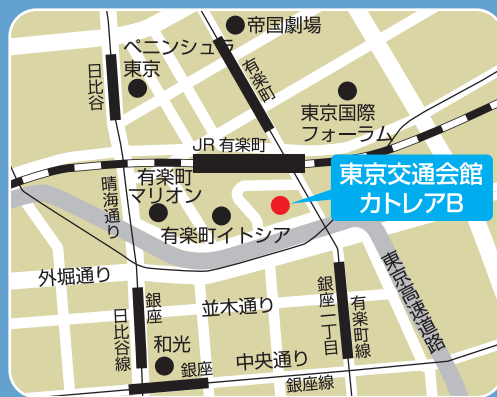 帝国劇場
ペニンシュラ
東京
日比谷
有楽町
東京国際
フォーラム
JR有楽町
東京交通会館
カトレアB
晴海通り
有楽町
マリオン
有楽町イトシア
外堀通り
東京高速道路
銀座
日比谷線
並木通り
銀座一丁目
有楽町線
和光
中央通り
銀座
銀座線